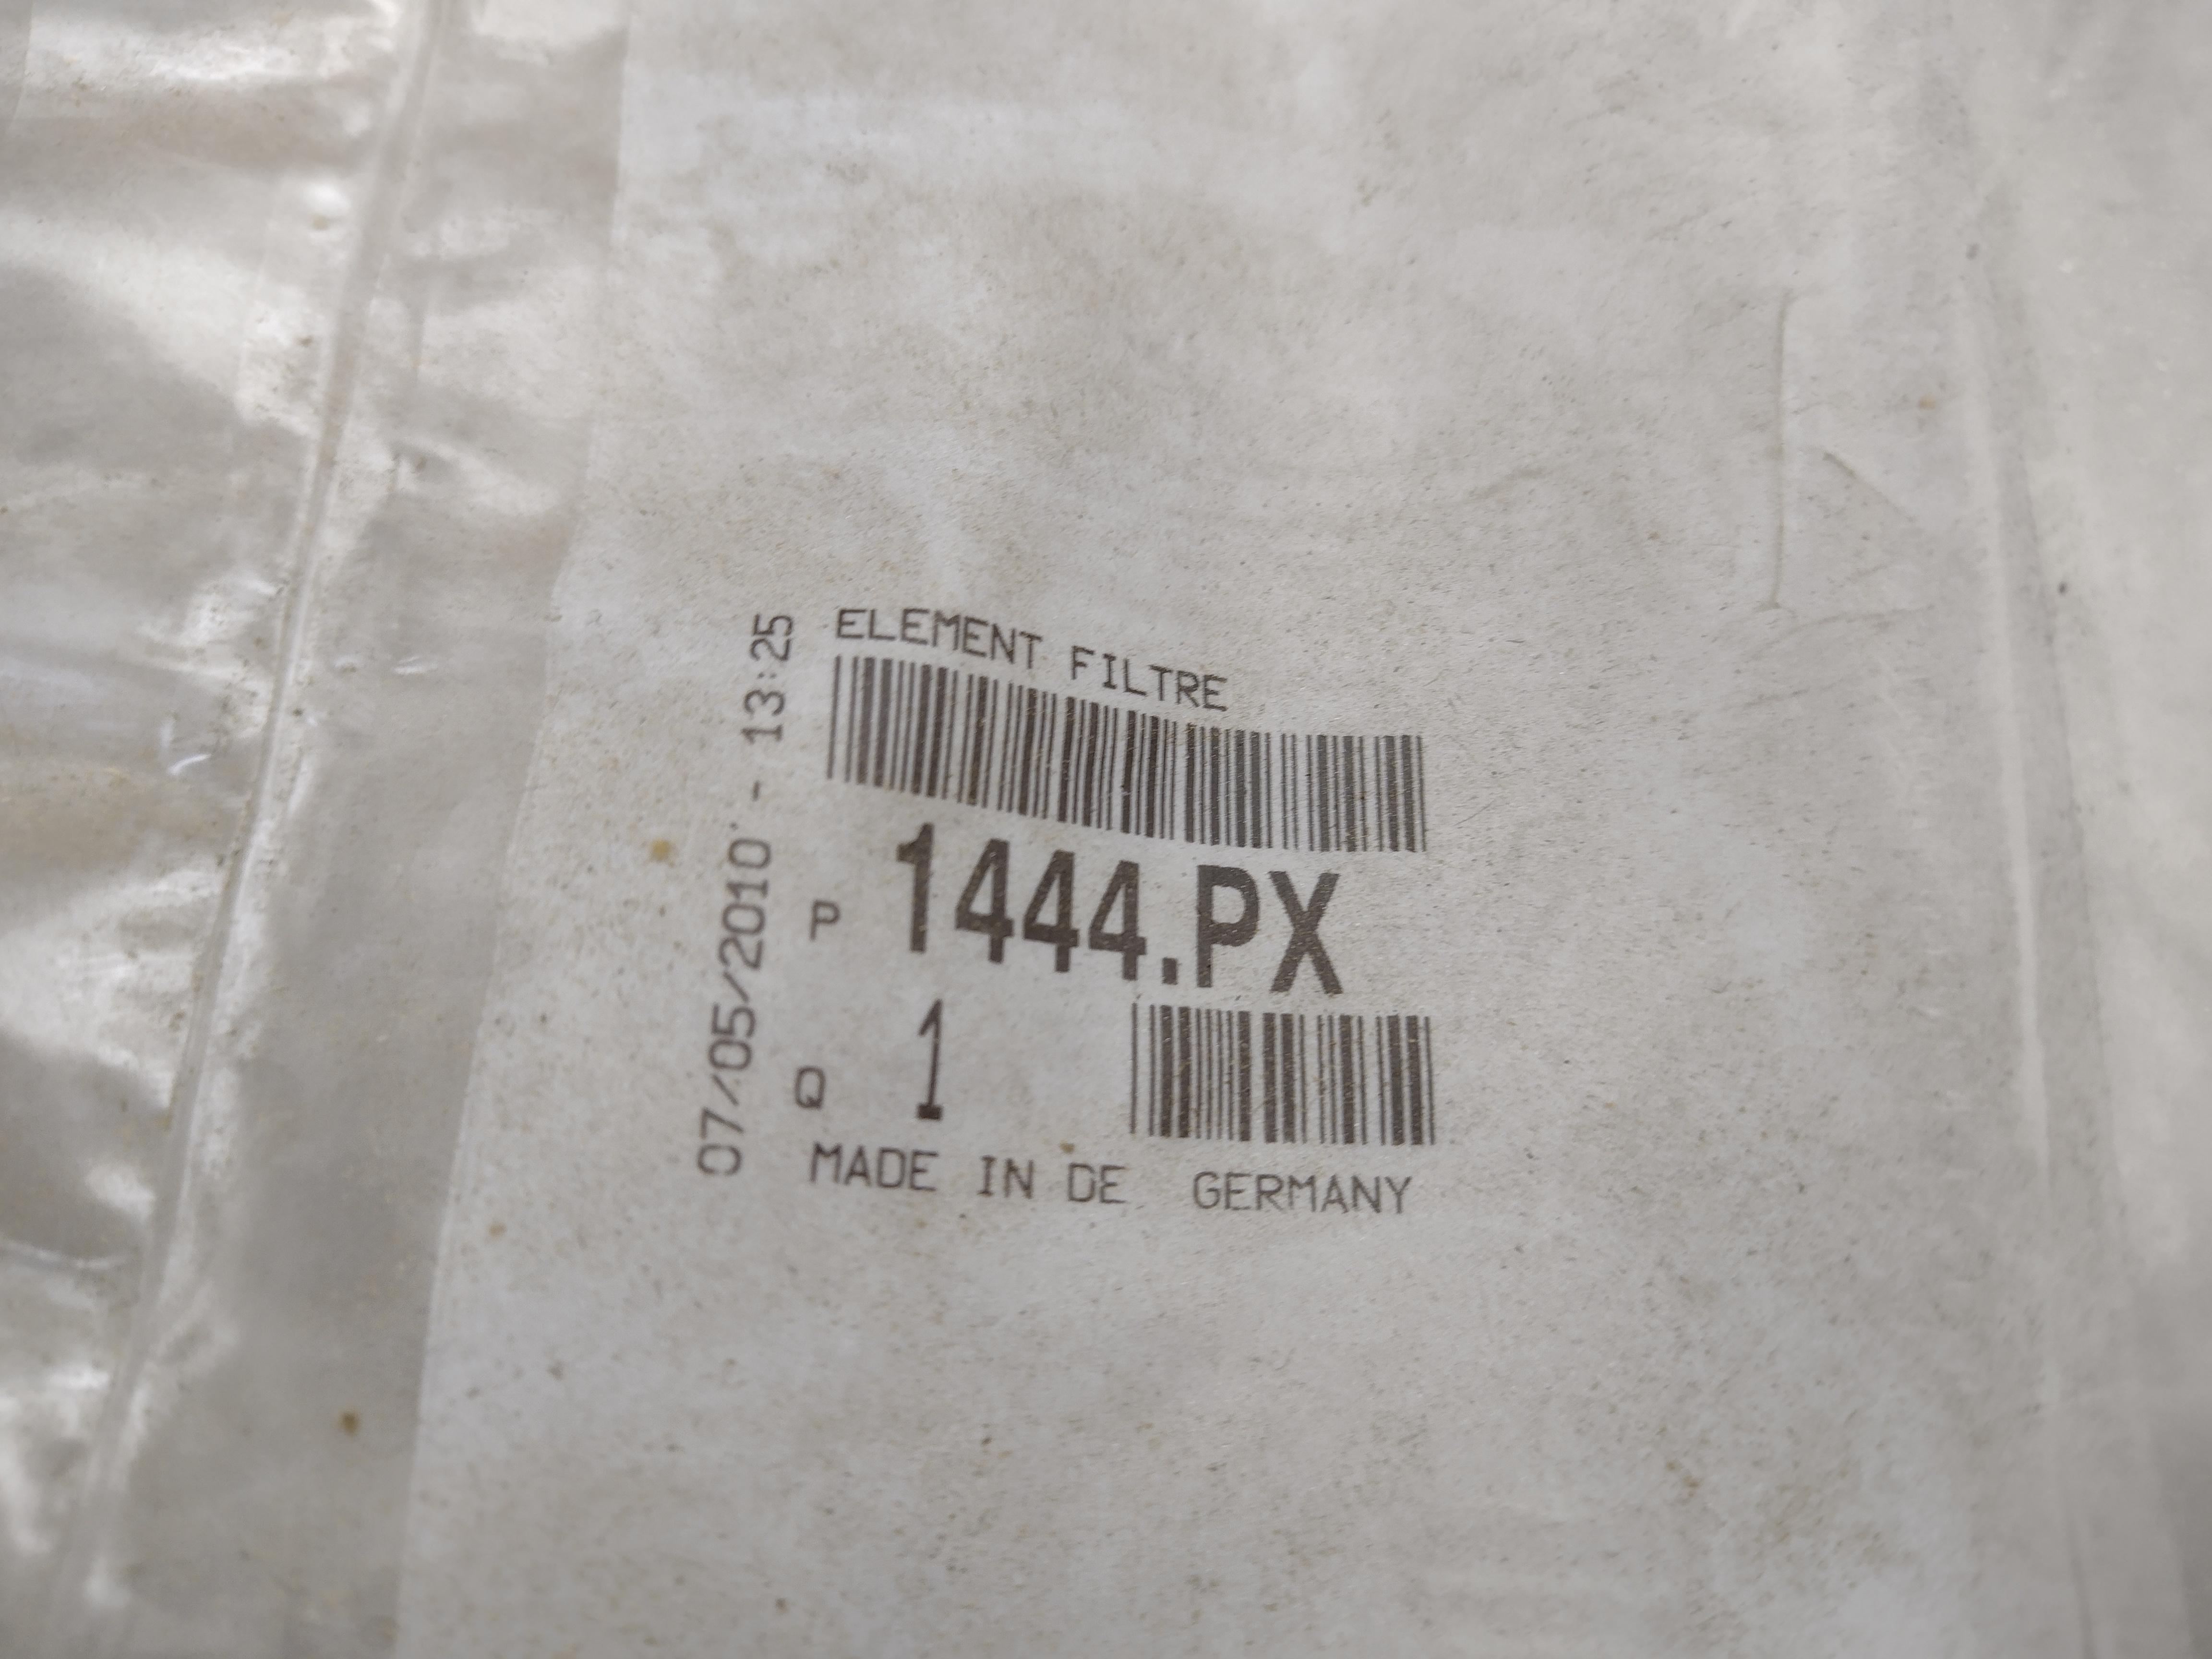 ELEMENT FILTRE
P 1444.PX
Q 1
MADE IN DE GERMANY
07/05/2010 - 13:25